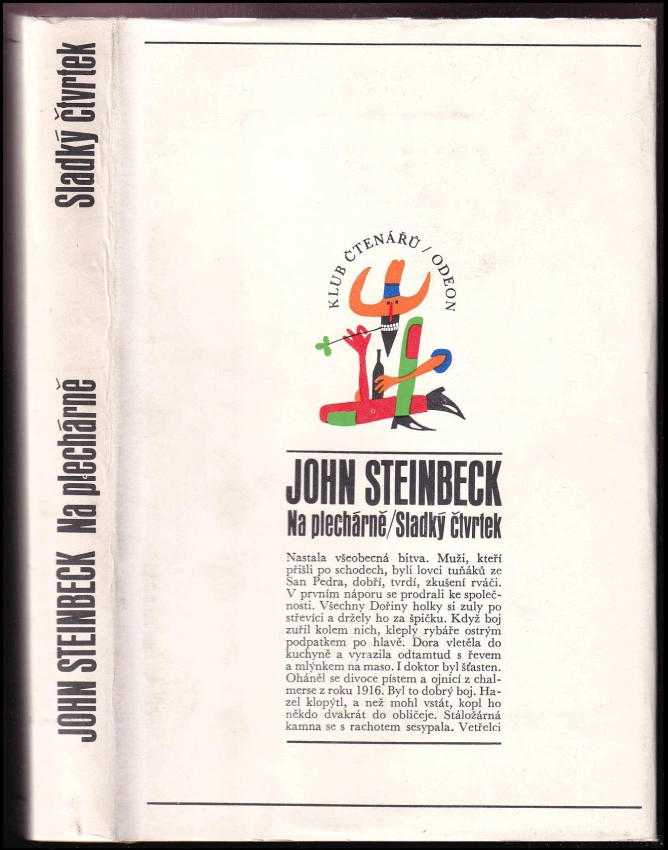 Sladký čtvrtek
JOHN STEINBECK Na plechárně
KLUB ČTENÁŘŮ / ODEON
JOHN STEINBECK
Na plechárně/Sladký čtvrtek
Nastala všeobecná bitva. Muži, kteří
přišli po schodech, byli lovci tuňáků ze
San Pedra, dobří, tvrdí, zkušení rváči.
V prvním náporu se prodrali ke společ-
nosti. Všechny Dořiny holky si zuly po
střevíci a držely ho za špičku. Když boj
zuřil kolem nich, kleply rybáře ostrým
podpatkem po hlavě. Dora vletěla do
kuchyně a vyrazila odtamtud s řevem
a mlýnkem na maso. I doktor byl šťasten.
Oháněl se divoce pístem a ojnicí z chal-
merse z roku 1916. Byl to dobrý boj. Ha-
zel klopýtl, a než mohl vstát, kopl ho
někdo dvakrát do obličeje. Stáložárná
kamna se s rachotem sesypala. Vetřelci